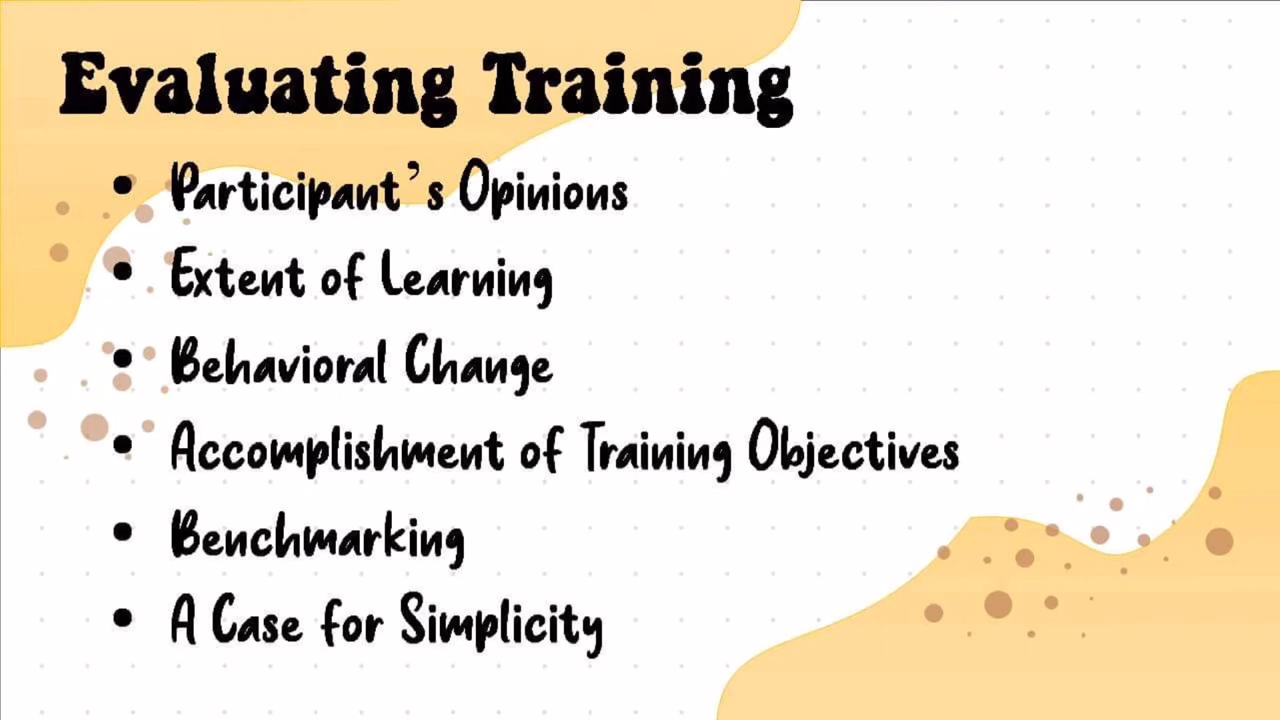 Evaluating Training
• Participant's Opinions
• Extent of Learning
• Behavioral Change
• Accomplishment of Training Objectives
• Benchmarking
• A Case for Simplicity